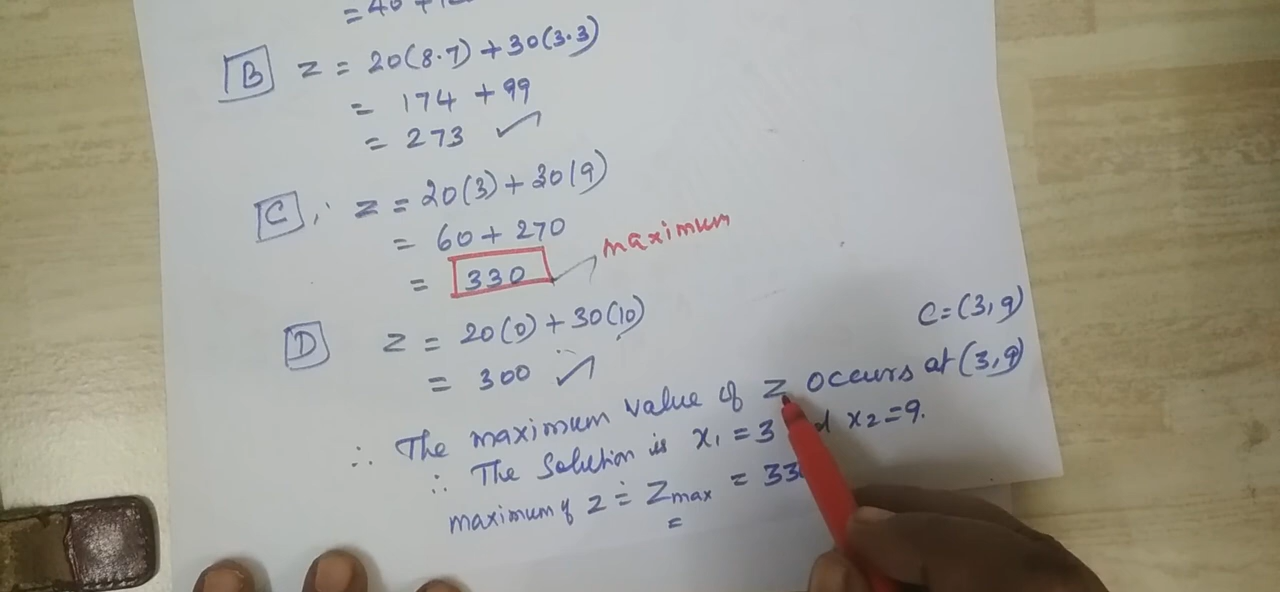 = 40 +
B z = 20(8.7) + 30(3.3)
= 174 + 99
= 273 ✓
C, z = 20(3) + 30(9)
= 60 + 270
= 330 maximum
D z = 20(0) + 30(10)
= 300 ✓
C = (3, 9)
∴ The maximum value of z occurs at (3, 9)
∴ The solution is x₁ = 3 x₂ = 9.
maximum of z = Zmax = 33
=